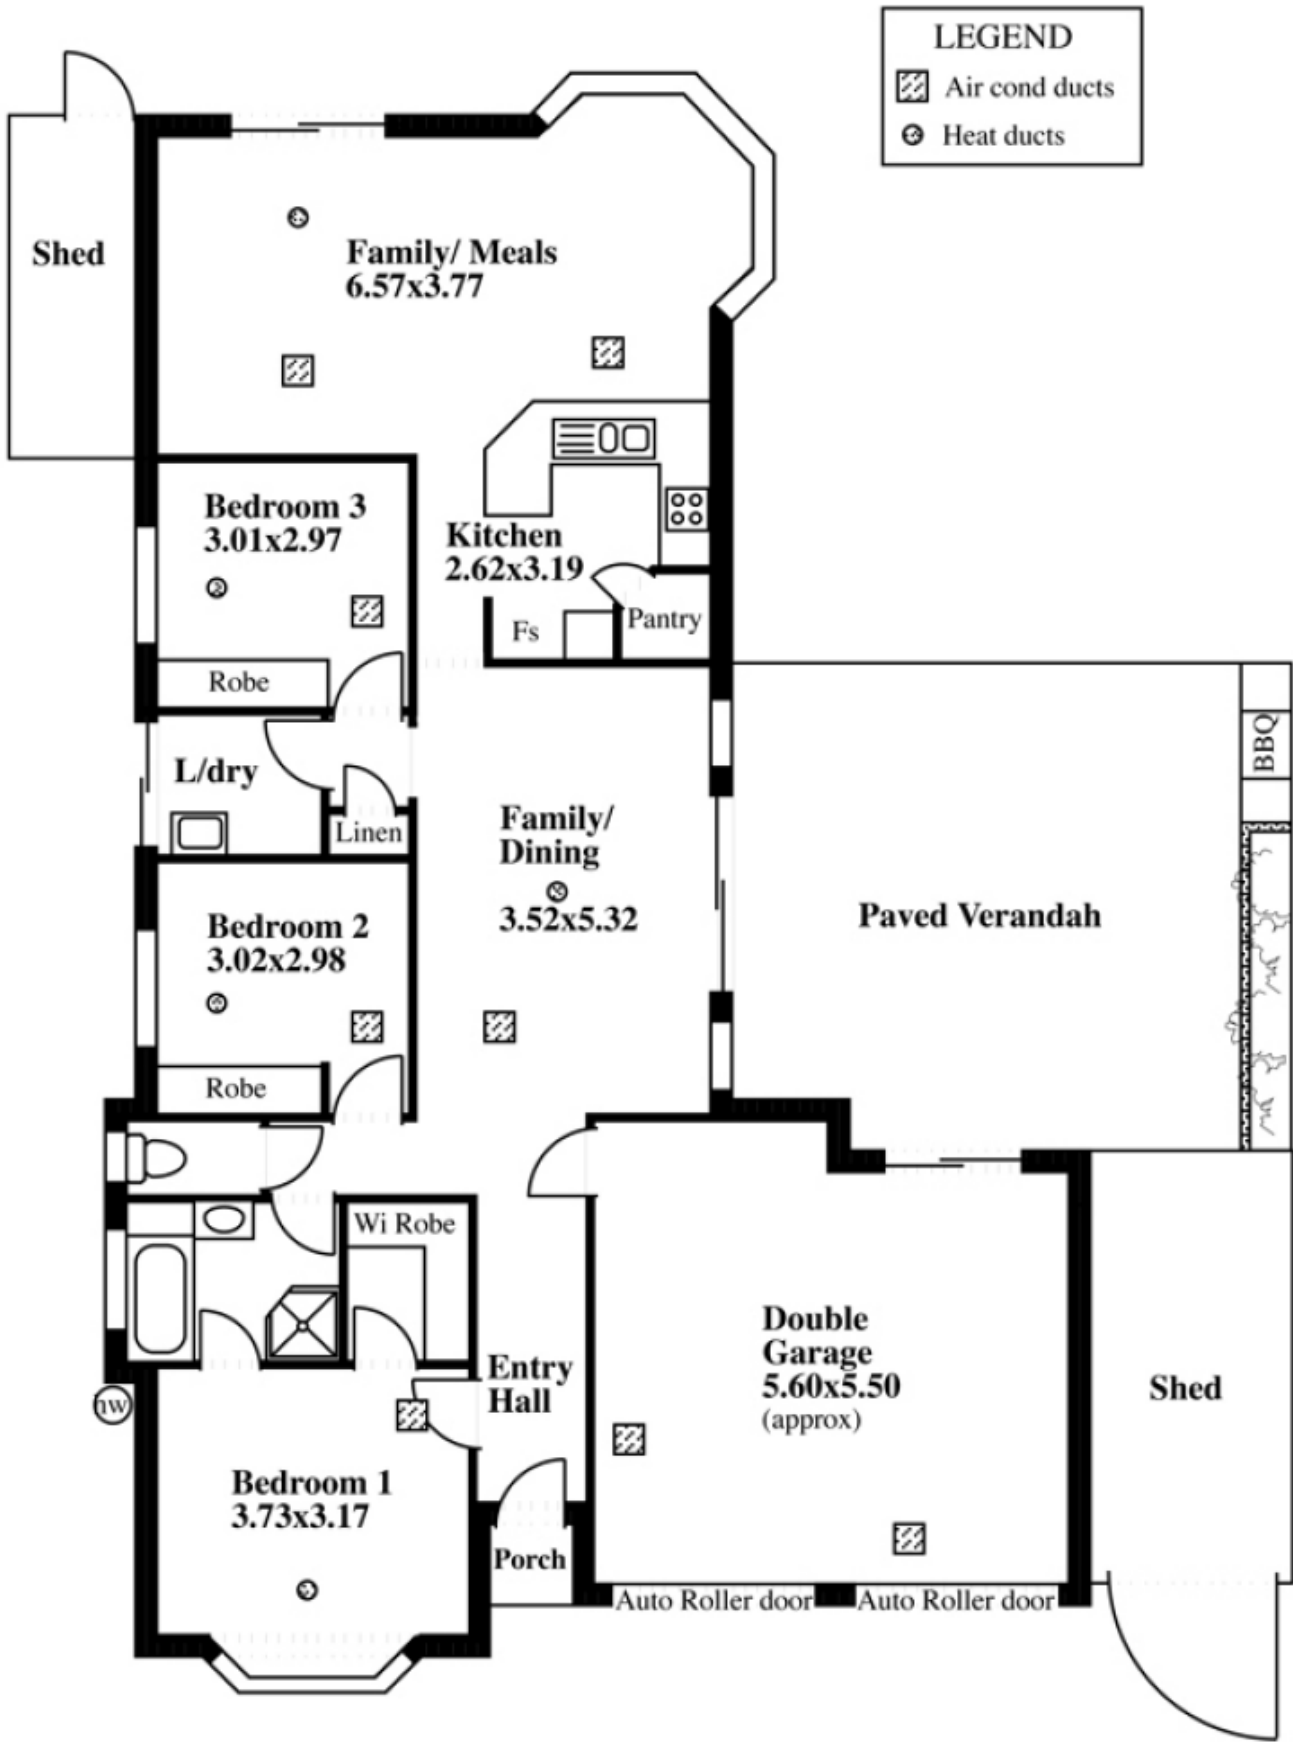 LEGEND
Air cond ducts
Heat ducts
Shed
Family/ Meals
6.57x3.77
Bedroom 3
3.01x2.97
Kitchen
2.62x3.19
Fs
Pantry
Robe
L/dry
Linen
BBQ
Family/
Dining
3.52x5.32
Paved Verandah
Bedroom 2
3.02x2.98
Robe
Wi Robe
Entry
Hall
Double
Garage
5.60x5.50
(approx)
Shed
hw
Bedroom 1
3.73x3.17
Porch
Auto Roller door
Auto Roller door